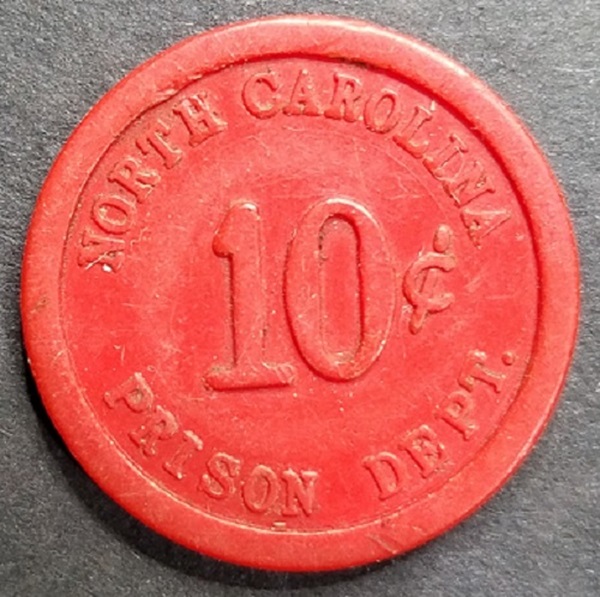 NORTH CAROLINA
10¢
PRISON DEPT.